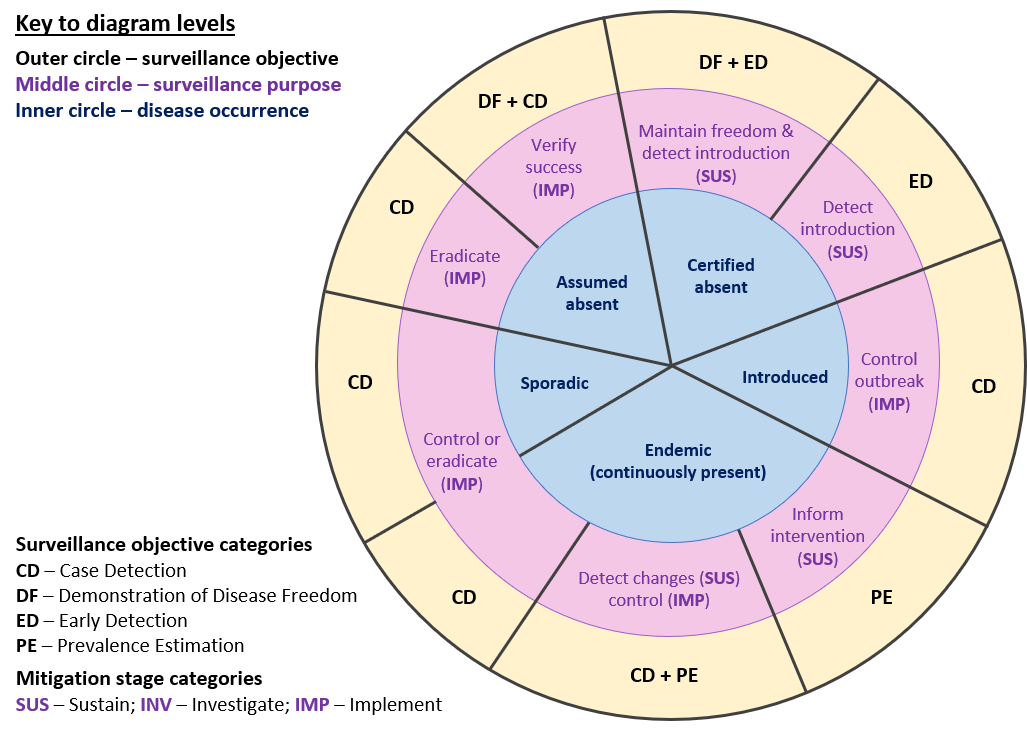 Key to diagram levels
Outer circle – surveillance objective
Middle circle – surveillance purpose
Inner circle – disease occurrence
DF + ED
DF + CD
ED
CD
CD
CD
CD
PE
CD + PE
Maintain freedom &
detect introduction
(SUS)
Verify
success
(IMP)
Detect
introduction
(SUS)
Eradicate
(IMP)
Control
outbreak
(IMP)
Control or
eradicate
(IMP)
Inform
intervention
(SUS)
Detect changes (SUS)
control (IMP)
Certified
absent
Assumed
absent
Introduced
Sporadic
Endemic
(continuously present)
Surveillance objective categories
CD – Case Detection
DF – Demonstration of Disease Freedom
ED – Early Detection
PE – Prevalence Estimation
Mitigation stage categories
SUS – Sustain; INV – Investigate; IMP – Implement